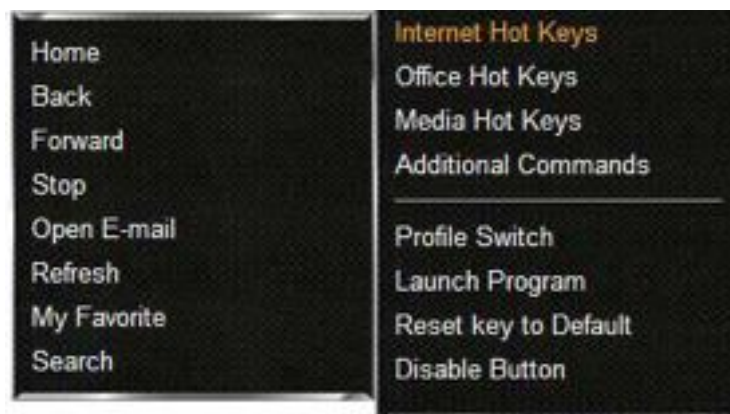 Home
Back
Forward
Stop
Open E-mail
Refresh
My Favorite
Search
Internet Hot Keys
Office Hot Keys
Media Hot Keys
Additional Commands
Profile Switch
Launch Program
Reset key to Default
Disable Button